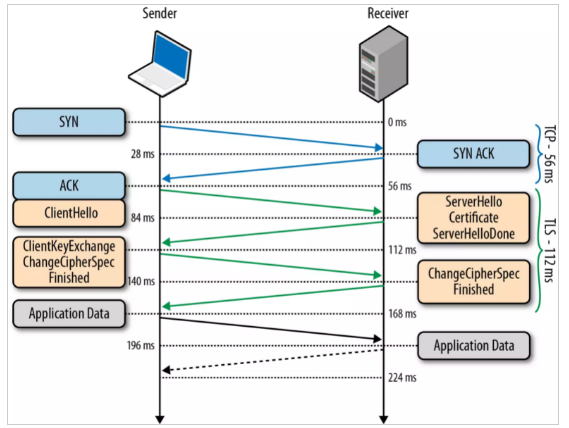 Sender
Receiver
SYN
0 ms
28 ms
SYN ACK
TCP - 56 ms
ACK
56 ms
ClientHello
84 ms
ServerHello
Certificate
ServerHelloDone
ClientKeyExchange
ChangeCipherSpec
Finished
112 ms
TLS - 112 ms
140 ms
ChangeCipherSpec
Finished
Application Data
168 ms
196 ms
Application Data
224 ms